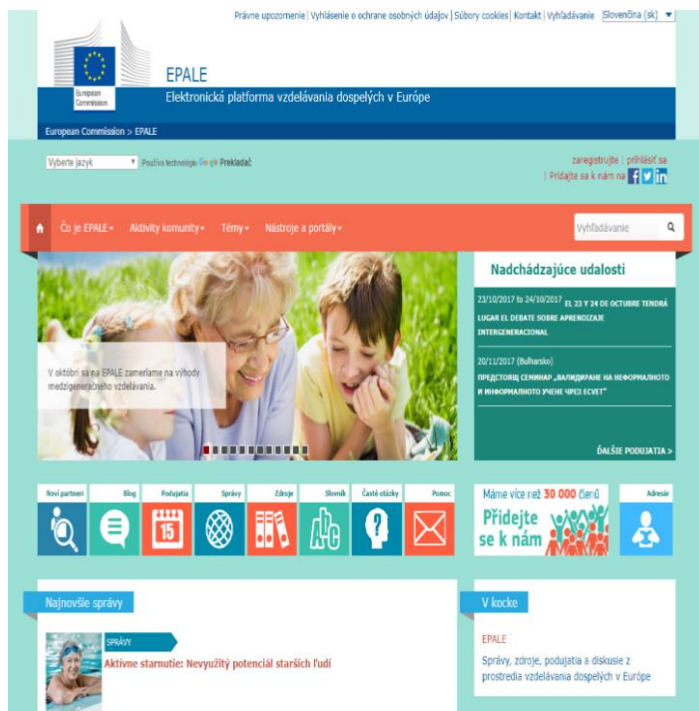 Právne upozornenie | Vyhlásenie o ochrane osobných údajov | Súbory cookies | Kontakt | Vyhľadávanie Slovenčina (sk)
European
Commission
EPALE
Elektronická platforma vzdelávania dospelých v Európe
European Commission > EPALE
Vyberte jazyk
Používa technológiu Google Prekladač
zaregistrujte | prihlásiť sa
| Pridajte sa k nám na
Čo je EPALE
Aktivity komunity
Témy
Nástroje a portály
Vyhľadávanie
V októbri sa na EPALE zameriame na výhody
medzigeneračného vzdelávania.
Nadchádzajúce udalosti
23/10/2017 to 24/10/2017 EL 23 Y 24 DE OCTUBRE TENDRÁ
LUGAR EL DEBATE SOBRE APRENDIZAJE
INTERGENERACIONAL
20/11/2017 (Bulharsko)
ПРЕДСТОЯЩ СЕМИНАР „ВАЛИДИРАНЕ НА НЕФОРМАЛНОТО
И ИНФОРМАЛНОТО УЧЕНЕ ЧРЕЗ ECVET"
ĎALŠIE PODUJATIA >
Noví partneri
Blog
Podujatia
15
Správy
Zdroje
Slovník
Abc
Časté otázky
?
Pomoc
Máme více než 30 000 členů
Přidejte
se k nám
Adresár
Najnovšie správy
SPRÁVY
Aktívne starnutie: Nevyužitý potenciál starších ľudí
V kocke
EPALE
Správy, zdroje, podujatia a diskusie z
prostredia vzdelávania dospelých v Európe